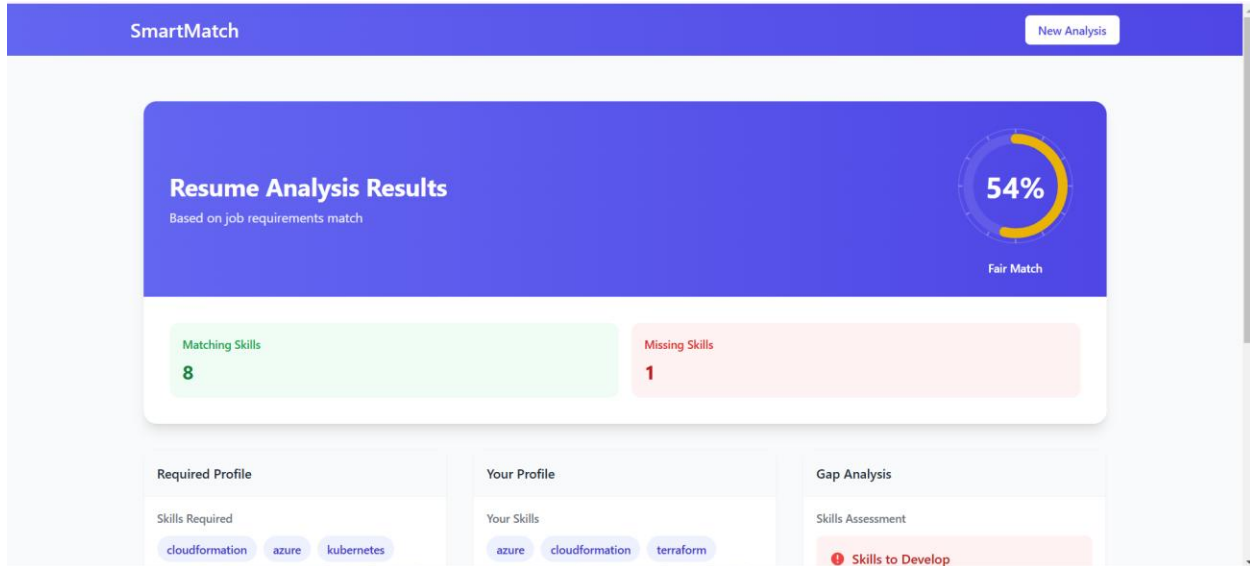 SmartMatch
New Analysis
Resume Analysis Results
Based on job requirements match
54%
Fair Match
Matching Skills
8
Missing Skills
1
Required Profile
Skills Required
cloudformation azure kubernetes
Your Profile
Your Skills
azure cloudformation terraform
Gap Analysis
Skills Assessment
Skills to Develop